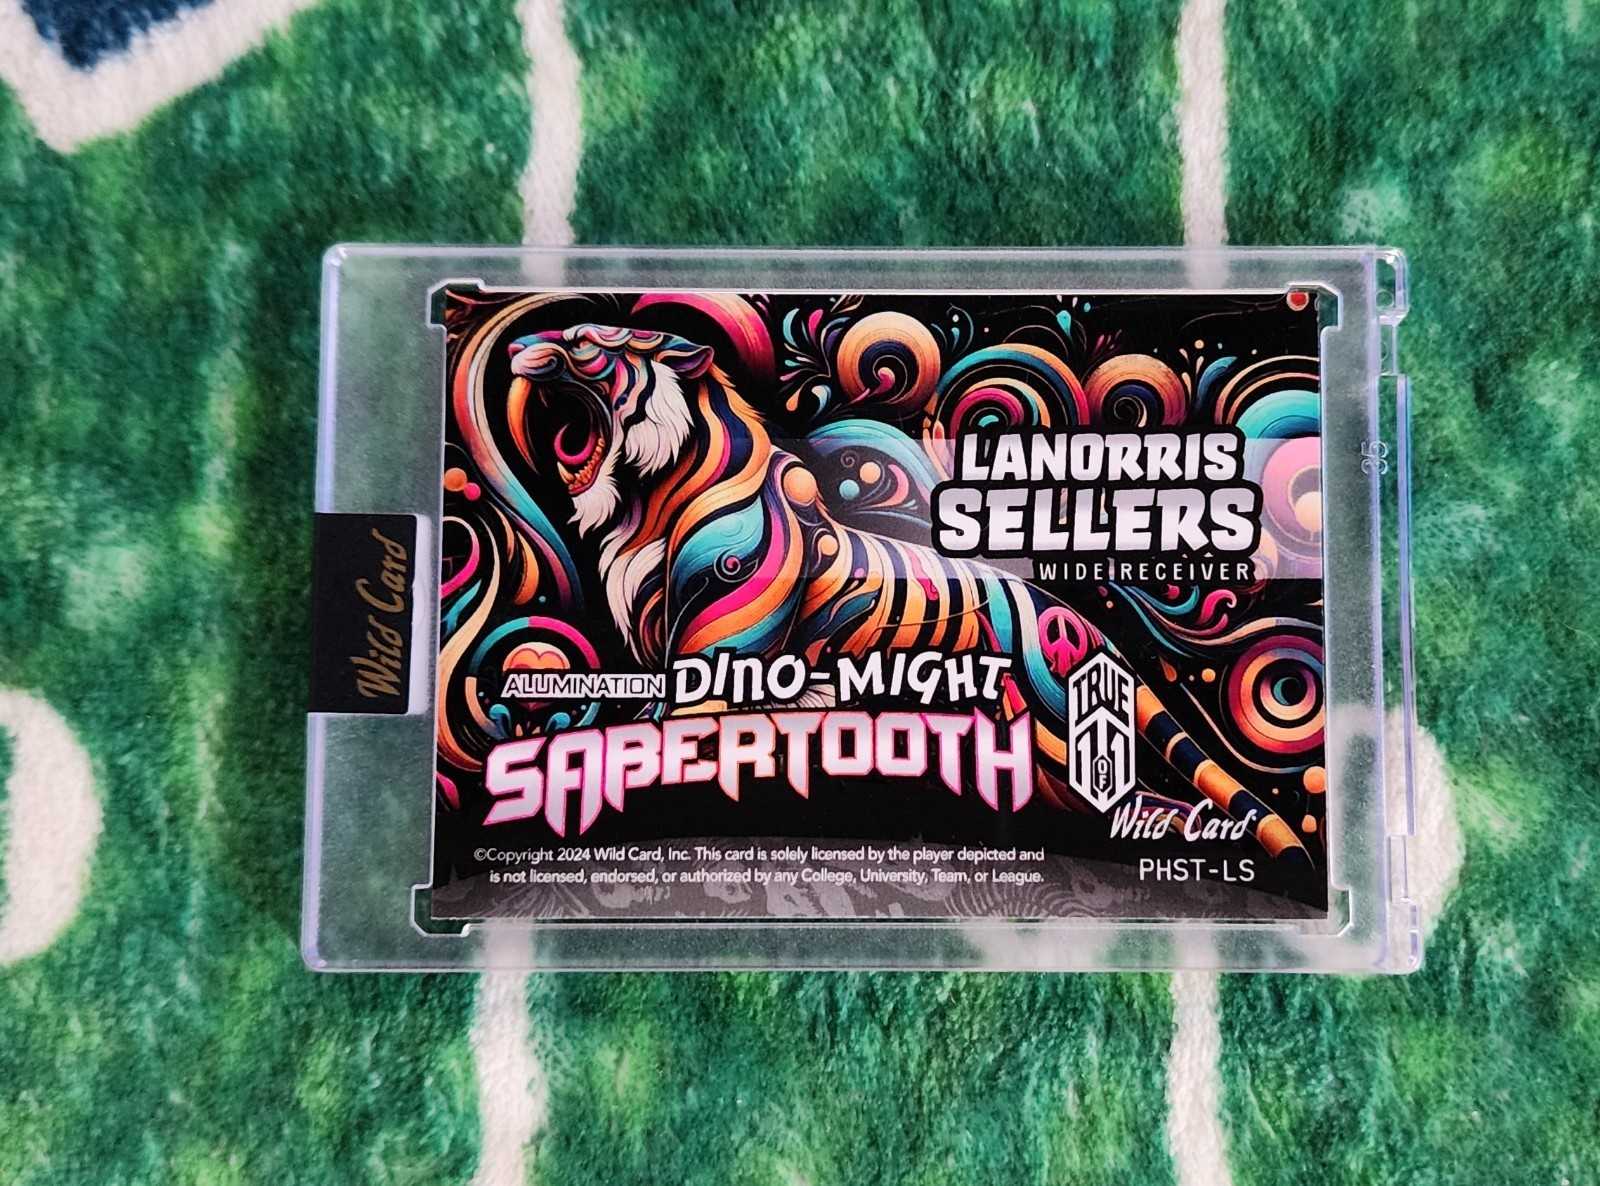 LANORRIS
SELLERS
WIDE RECEIVER
Wild Card
ALUMINATION DINO-MIGHT
SABERTOOTH
TRUE
1 OF 1
Wild Card
©Copyright 2024 Wild Card, Inc. This card is solely licensed by the player depicted and
is not licensed, endorsed, or authorized by any College, University, Team, or League.
PHST-LS
35